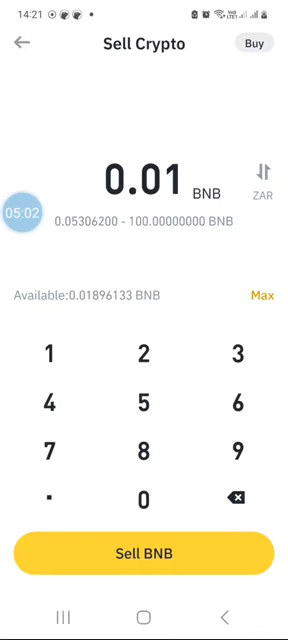 14:21
Sell Crypto
Buy
0.01 BNB
ZAR
05:02
0.05306200 - 100.00000000 BNB
Available:0.01896133 BNB
Max
1 2 3
4 5 6
7 8 9
. 0
Sell BNB